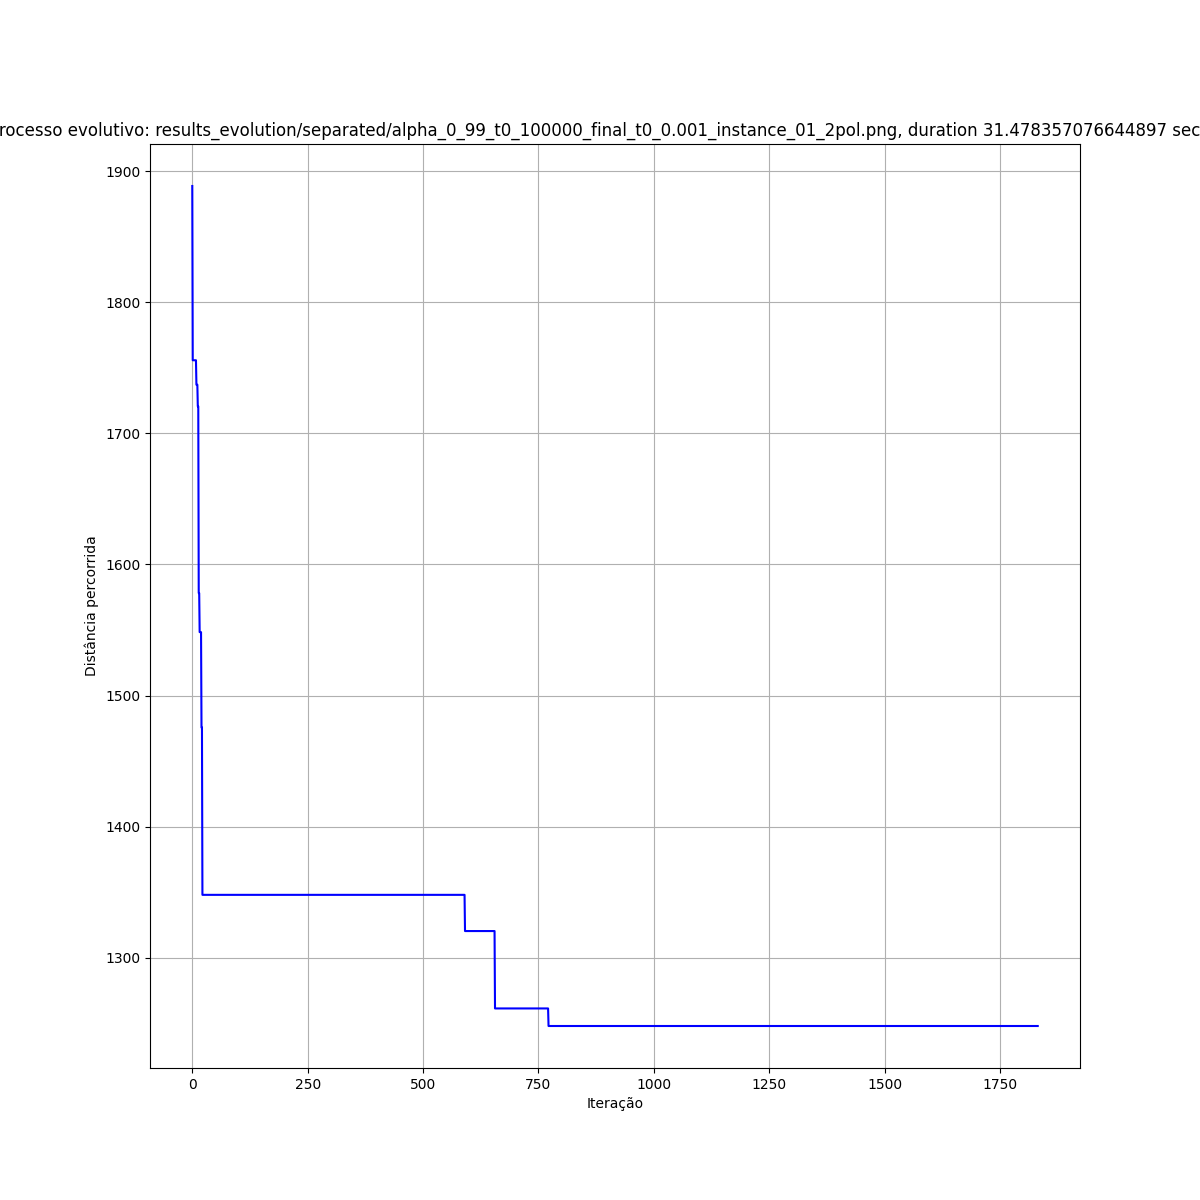 rocesso evolutivo: results_evolution/separated/alpha_0_99_t0_100000_final_t0_0.001_instance_01_2pol.png, duration 31.478357076644897 sec
1900
1800
1700
1600
1500
1400
1300
Distância percorrida
0 250 500 750 1000 1250 1500 1750
Iteração